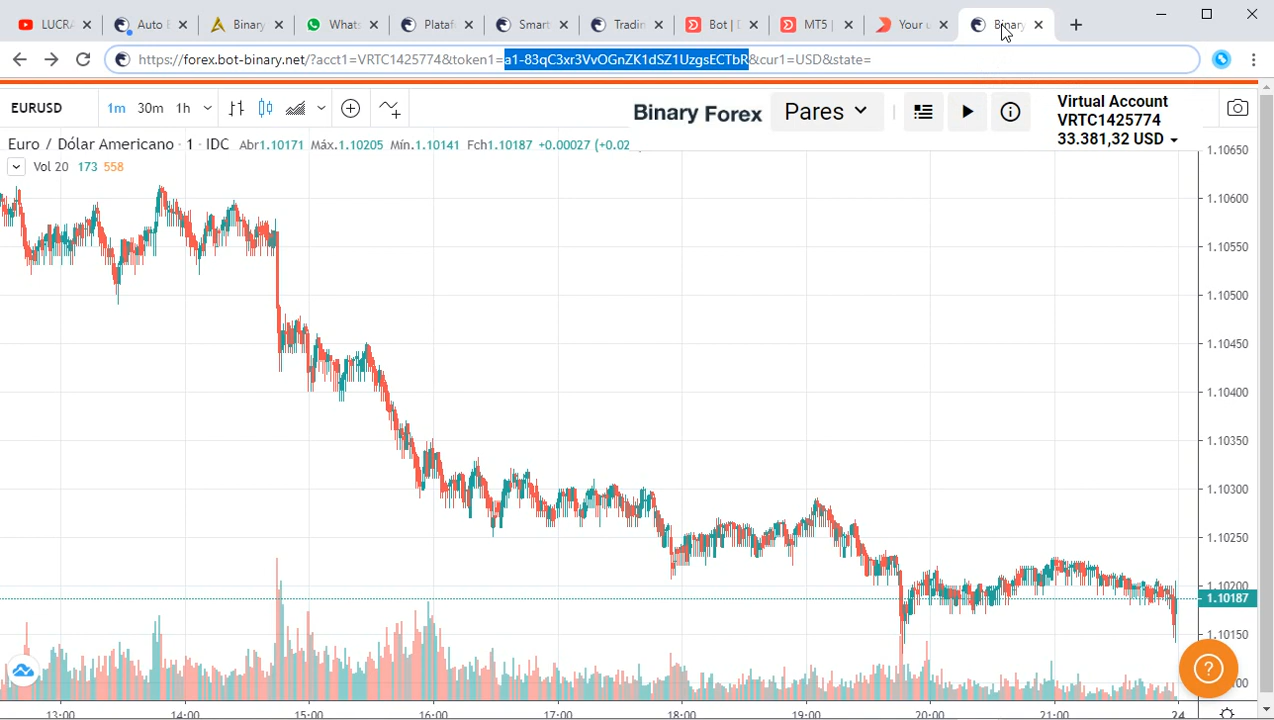 LUCRA
Auto E
Binary
Whats
Plataf
Smart
Tradin
Bot | D
MT5 |
Your u
Binary
https://forex.bot-binary.net/?acct1=VRTC1425774&token1=a1-83qC3xr3VvOGnZK1dSZ1UzgsECTbR&cur1=USD&state=
EURUSD
1m 30m 1h
Binary Forex
Pares
Virtual Account
VRTC1425774
33.381,32 USD
Euro / Dólar Americano · 1 · IDC Abr1.10171 Máx.1.10205 Mín.1.10141 Fch1.10187 +0.00027 (+0.02
Vol 20 173 558
1.10650
1.10600
1.10550
1.10500
1.10450
1.10400
1.10350
1.10300
1.10250
1.10200
1.10187
1.10150
13:00 14:00 15:00 16:00 17:00 18:00 19:00 20:00 21:00 24